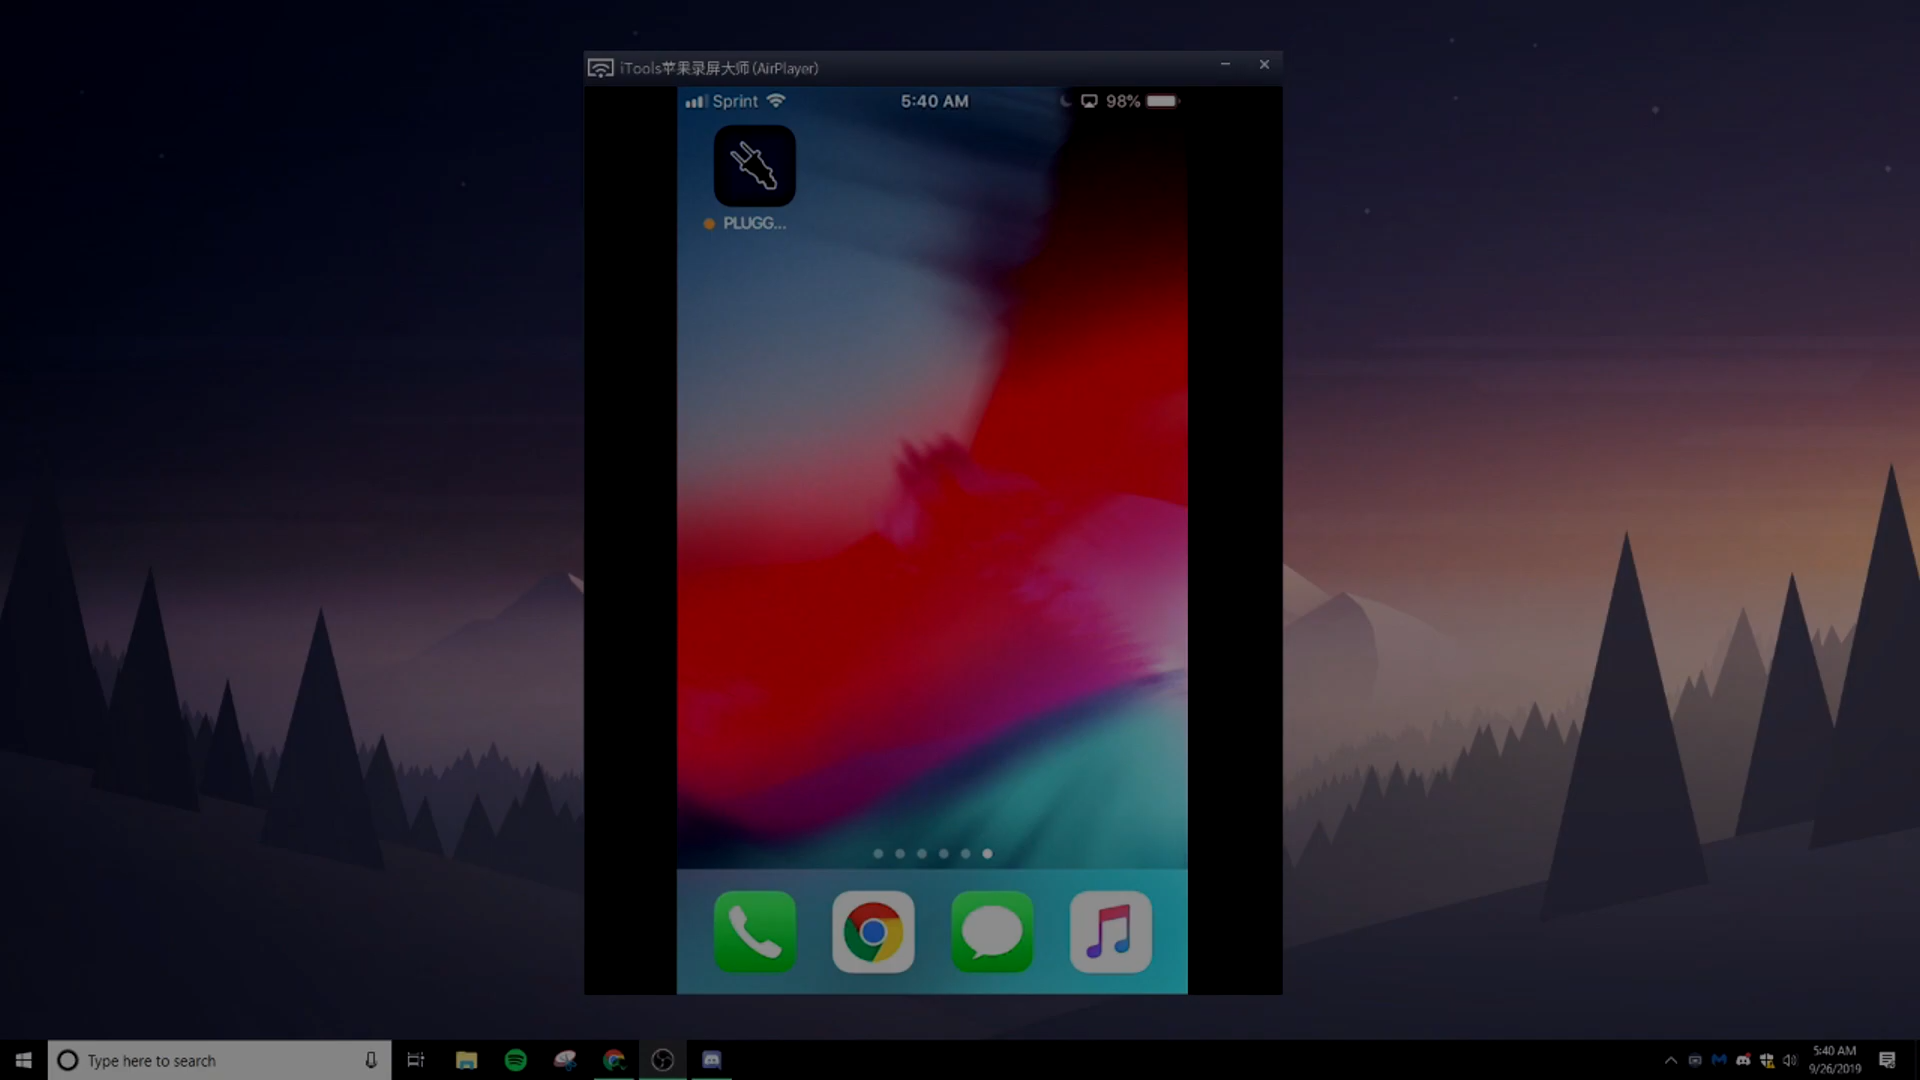 iTools苹果录屏大师(AirPlayer)
Sprint
5:40 AM
98%
PLUGG...
Type here to search
5:40 AM
9/26/2019